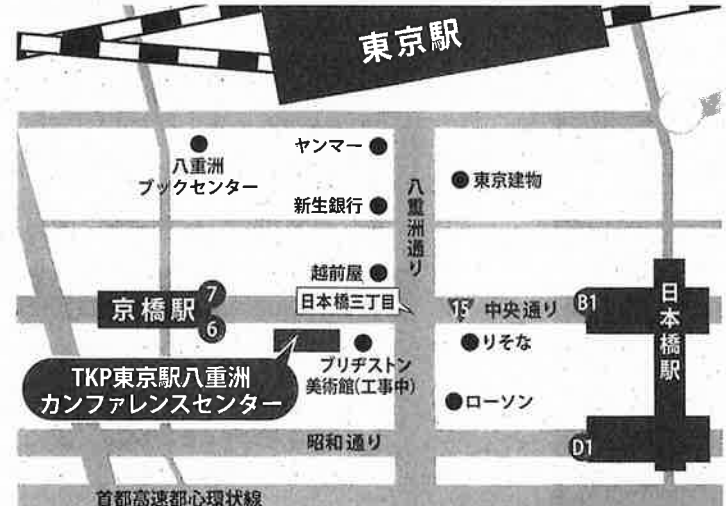 東京駅
ヤンマー
八重洲
ブックセンター
東京建物
八重洲通り
新生銀行
越前屋
日本橋三丁目
15
中央通り
B1
京橋駅
7
6
日本橋駅
りそな
ブリヂストン
美術館(工事中)
TKP東京駅八重洲
カンファレンスセンター
ローソン
昭和通り
D1
首都高速都心環状線